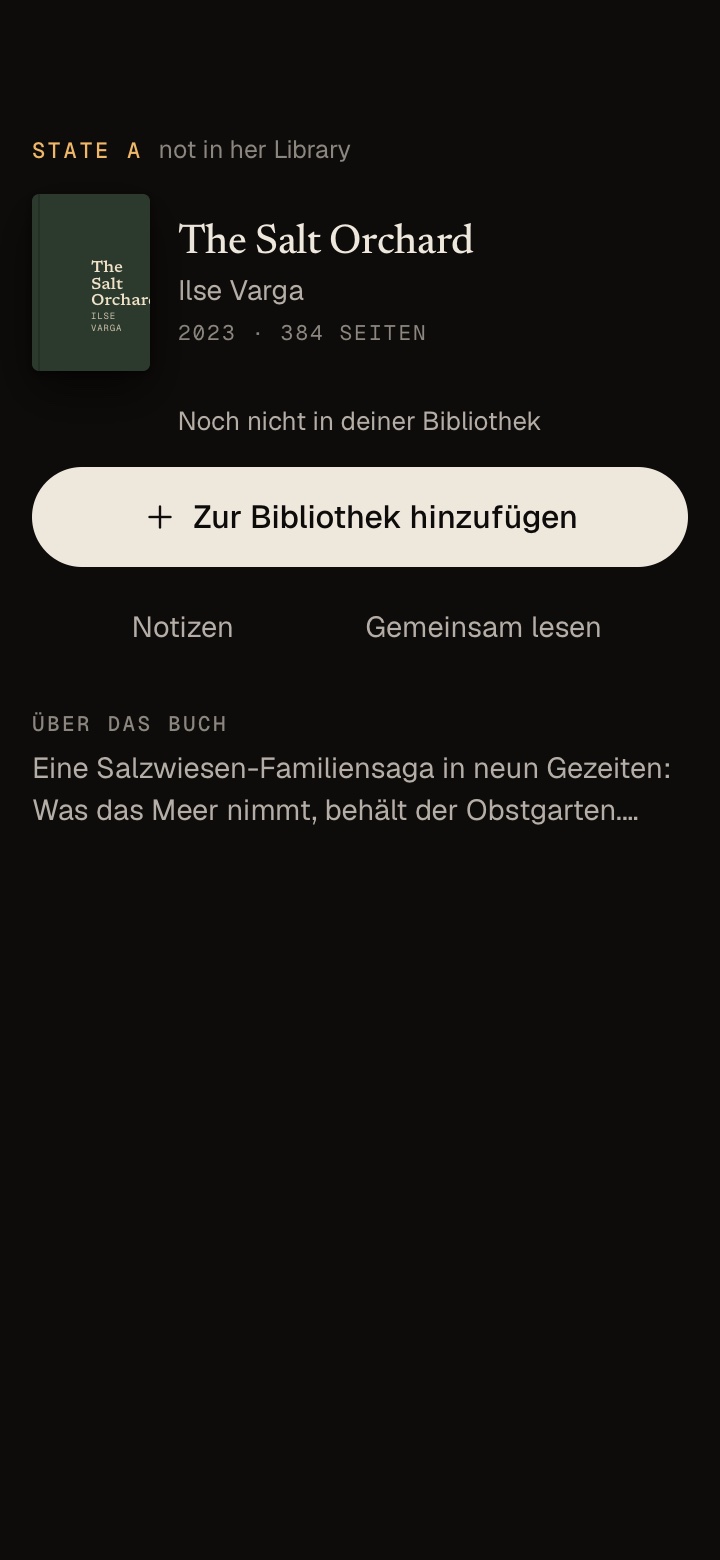 STATE A not in her Library
The
Salt
Orchard
ILSE
VARGA
The Salt Orchard
Ilse Varga
2023 · 384 SEITEN
Noch nicht in deiner Bibliothek
+ Zur Bibliothek hinzufügen
Notizen Gemeinsam lesen
ÜBER DAS BUCH
Eine Salzwiesen-Familiensaga in neun Gezeiten:
Was das Meer nimmt, behält der Obstgarten.…